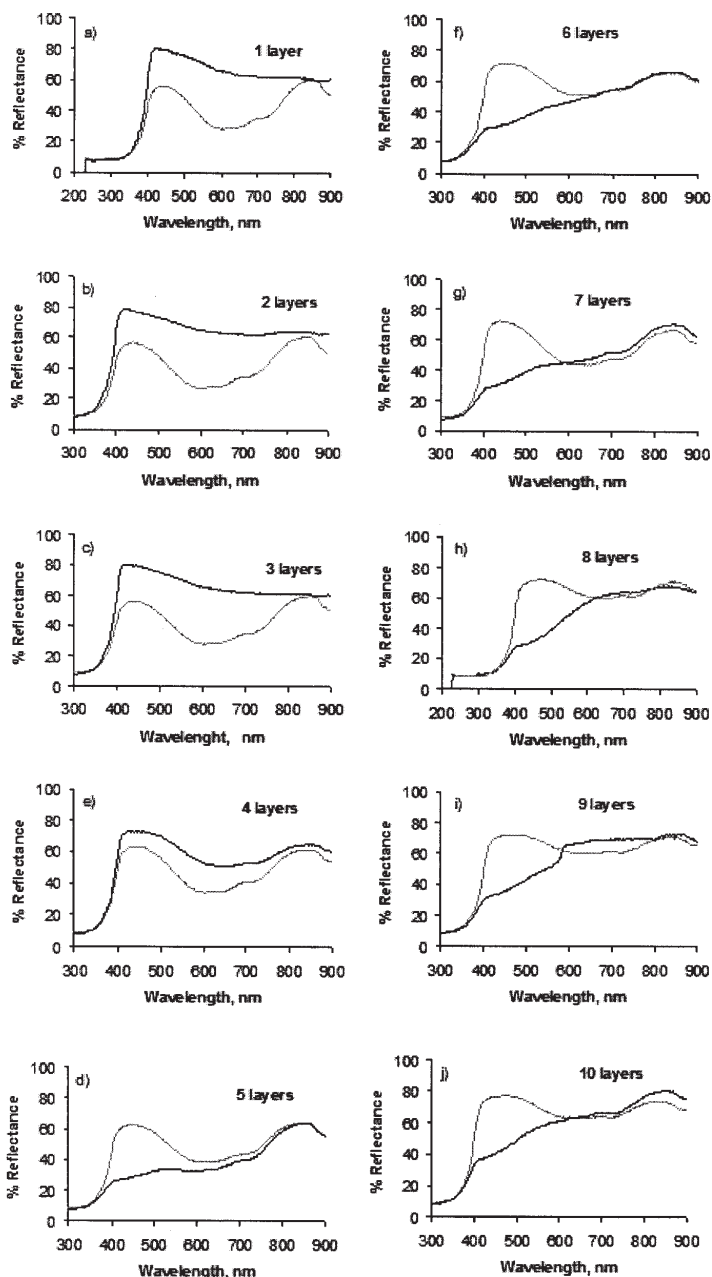 a)
1 layer
% Reflectance
100
80
60
40
20
0
200 300 400 500 600 700 800 900
Wavelength, nm
f)
6 layers
% Reflectance
100
80
60
40
20
0
300 400 500 600 700 800 900
Wavelength, nm
b)
2 layers
% Reflectance
100
80
60
40
20
0
300 400 500 600 700 800 900
Wavelength, nm
g)
7 layers
% Reflectance
100
80
60
40
20
0
300 400 500 600 700 800 900
Wavelength, nm
c)
3 layers
% Reflectance
100
80
60
40
20
0
300 400 500 600 700 800 900
Wavelenght, nm
h)
8 layers
% Reflectance
100
80
60
40
20
0
200 300 400 500 600 700 800 900
Wavelength, nm
e)
4 layers
% Reflectance
100
80
60
40
20
0
300 400 500 600 700 800 900
Wavelength, nm
i)
9 layers
% Reflectance
100
80
60
40
20
0
300 400 500 600 700 800 900
Wavelength, nm
d)
5 layers
% Reflectance
100
80
60
40
20
0
300 400 500 600 700 800 900
Wavelength, nm
j)
10 layers
% Reflectance
100
80
60
40
20
0
300 400 500 600 700 800 900
Wavelength, nm